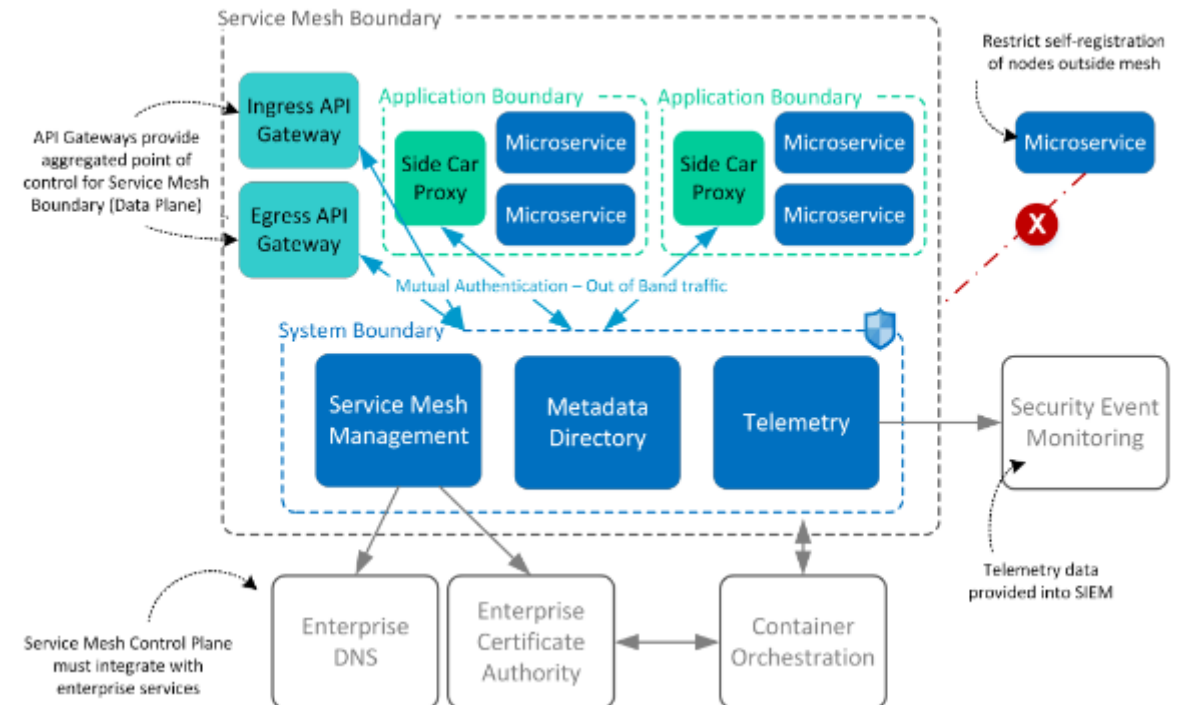 Service Mesh Boundary
Restrict self-registration
of nodes outside mesh
Ingress API
Gateway
Application Boundary
Application Boundary
API Gateways provide
aggregated point of
control for Service Mesh
Boundary (Data Plane)
Side Car
Proxy
Microservice
Microservice
Side Car
Proxy
Microservice
Microservice
Microservice
X
Egress API
Gateway
Mutual Authentication – Out of Band traffic
System Boundary
Service Mesh
Management
Metadata
Directory
Telemetry
Security Event
Monitoring
Telemetry data
provided into SIEM
Service Mesh Control Plane
must integrate with
enterprise services
Enterprise
DNS
Enterprise
Certificate
Authority
Container
Orchestration